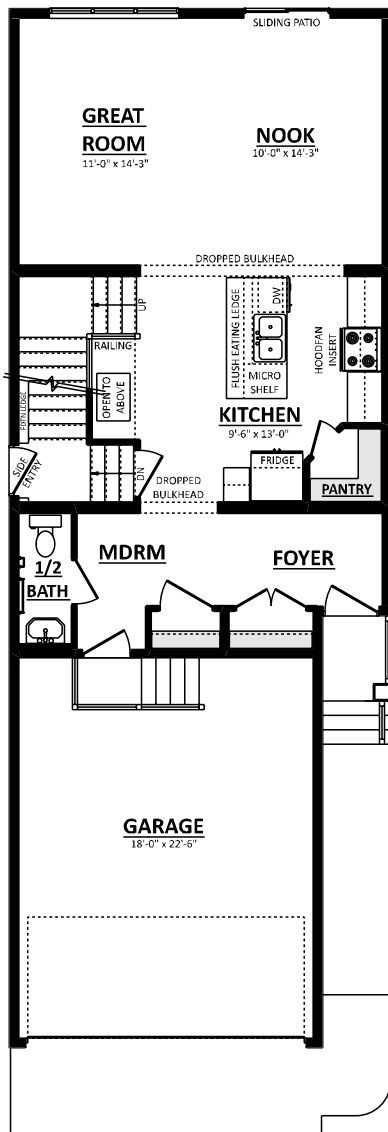 SLIDING PATIO
GREAT
ROOM
11'-0" x 14'-3"
NOOK
10'-0" x 14'-3"
DROPPED BULKHEAD
UP
RAILING
OPEN TO
ABOVE
FDTN LEDGE
SIDE
ENTRY
DN
FLUSH EATING LEDGE
DW
MICRO
SHELF
HOODFAN
INSERT
KITCHEN
9'-6" x 13'-0"
FRIDGE
PANTRY
DROPPED
BULKHEAD
1/2
BATH
MDRM
FOYER
GARAGE
18'-0" x 22'-6"